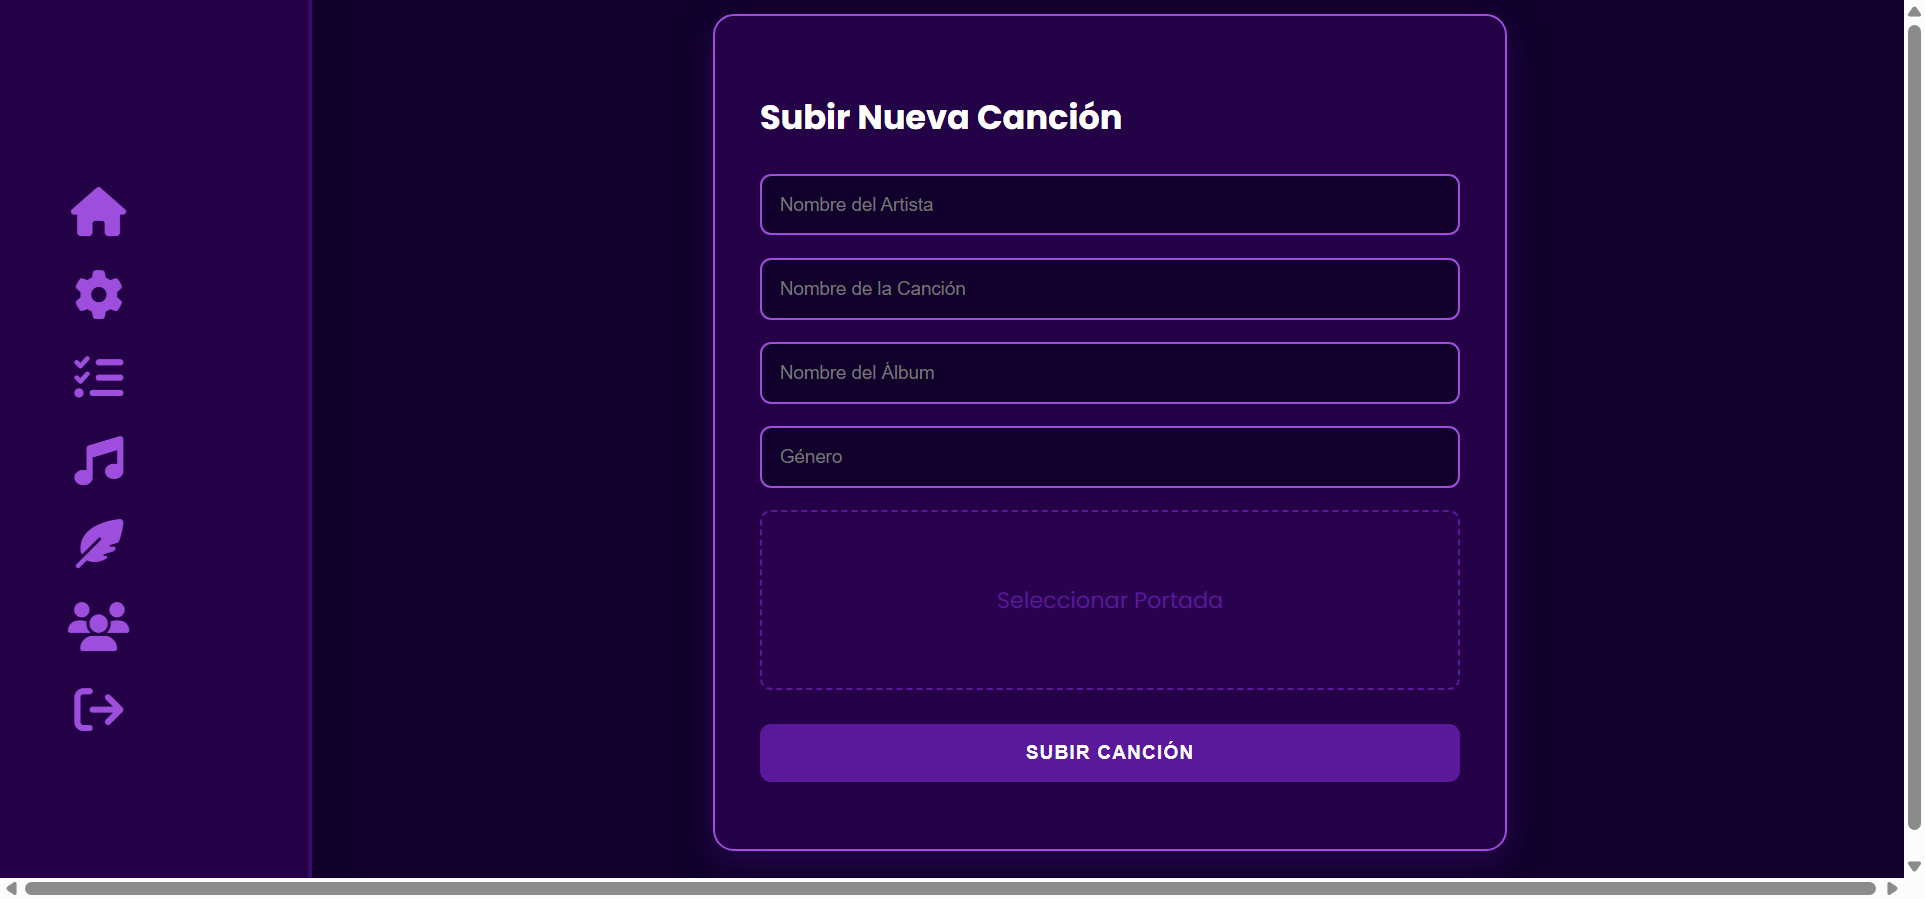 Subir Nueva Canción
Nombre del Artista
Nombre de la Canción
Nombre del Álbum
Género
Seleccionar Portada
SUBIR CANCIÓN